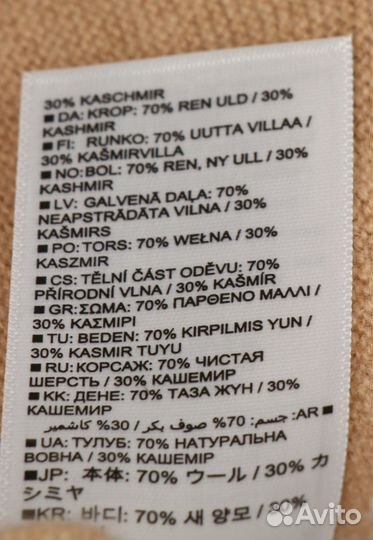 30% KASCHMIR
■ DA: KROP: 70% REN ULD / 30%
KASHMIR
■ FI: RUNKO: 70% UUTTA VILLAA /
30% KAŠMIRVILLA
■ NO: BOL: 70% REN, NY ULL / 30%
KASHMIR
■ LV: GALVENĀ DAĻA: 70%
NEAPSTRĀDĀTA VILNA / 30%
KAŠMIRS
■ PO: TORS: 70% WEŁNA / 30%
KASZMIR
■ CS: TĚLNÍ ČÁST ODĚVU: 70%
PŘÍRODNÍ VLNA / 30% KAŠMÍR
■ GR: ΣΩΜΑ: 70% ΠΑΡΘΕΝΟ ΜΑΛΛΙ /
30% ΚΑΣΜΙΡΙ
■ TU: BEDEN: 70% KIRPILMIS YUN /
30% KASMIR TUYU
■ RU: КОРСАЖ: 70% ЧИСТАЯ
ШЕРСТЬ / 30% КАШЕМИР
■ KK: ДЕНЕ: 70% ТАЗА ЖҮН / 30%
КАШЕМИР
■ AR: جسم: 70% صوف بكر / 30% كاشمير
■ UA: ТУЛУБ: 70% НАТУРАЛЬНА
ВОВНА / 30% КАШЕМИР
■ JP: 本体: 70% ウール / 30% カ
シミヤ
■ KR: 바디: 70% 새 양모 / 30%
Avito